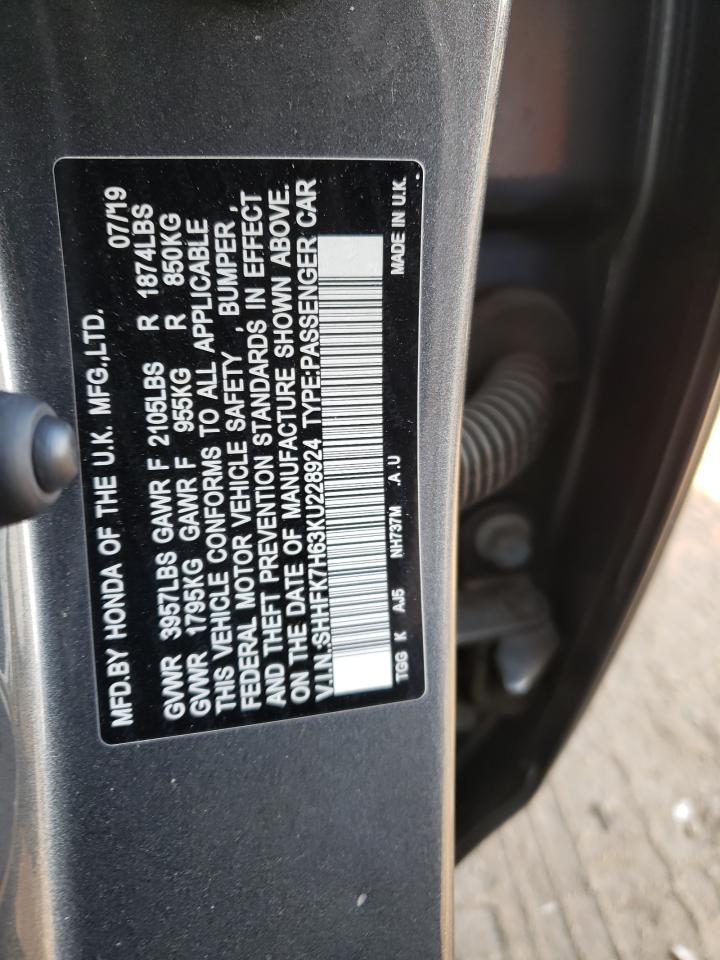 MFD.BY HONDA OF THE U.K. MFG.,LTD. 07/19
GVWR 3957LBS GAWR F 2105LBS R 1874LBS
GVWR 1795KG GAWR F 955KG R 850KG
THIS VEHICLE CONFORMS TO ALL APPLICABLE
FEDERAL MOTOR VEHICLE SAFETY, BUMPER,
AND THEFT PREVENTION STANDARDS IN EFFECT
ON THE DATE OF MANUFACTURE SHOWN ABOVE.
V.I.N.:SHHFK7H63KU228924 TYPE:PASSENGER CAR
TGG K AJ5 NH737M .A .U MADE IN U.K.